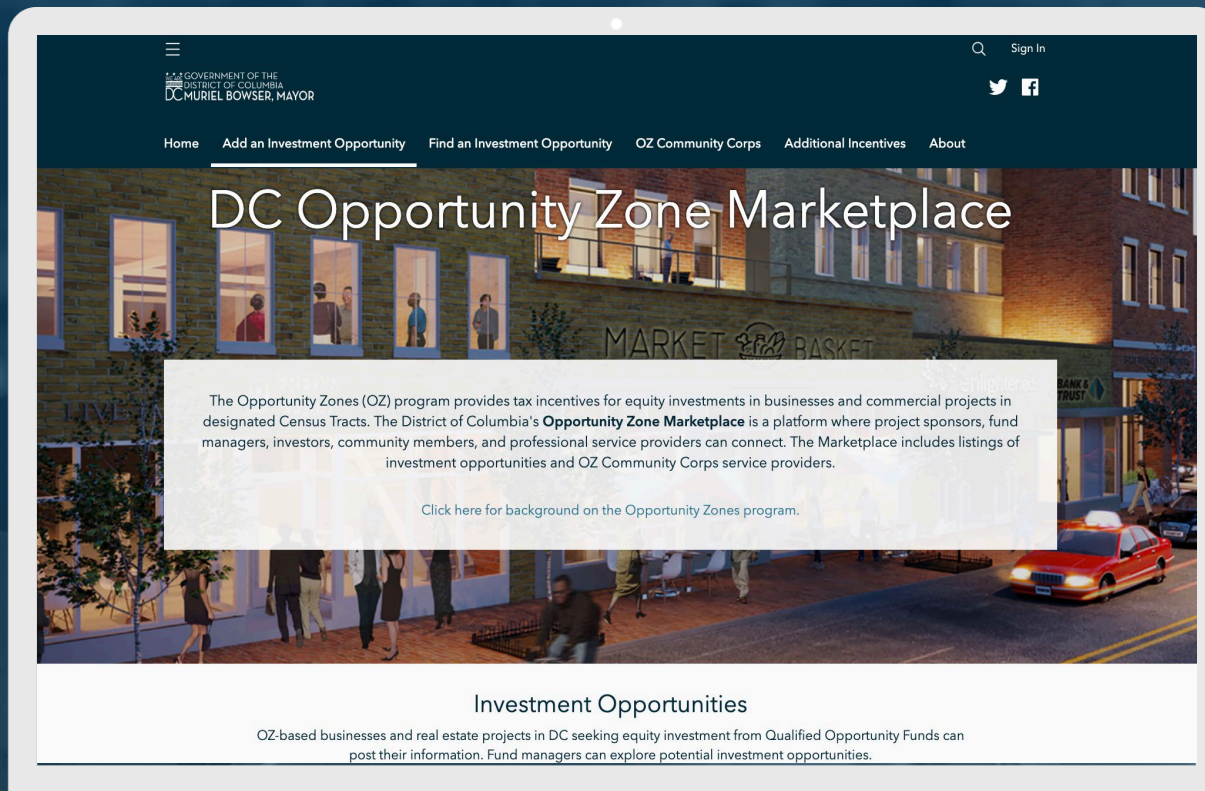 Sign In
WE ARE GOVERNMENT OF THE
DISTRICT OF COLUMBIA
DC MURIEL BOWSER, MAYOR
Home Add an Investment Opportunity Find an Investment Opportunity OZ Community Corps Additional Incentives About
DC Opportunity Zone Marketplace
MARKET BASKET
Enlightened
BANK &
TRUST
LIVE
The Opportunity Zones (OZ) program provides tax incentives for equity investments in businesses and commercial projects in
designated Census Tracts. The District of Columbia's Opportunity Zone Marketplace is a platform where project sponsors, fund
managers, investors, community members, and professional service providers can connect. The Marketplace includes listings of
investment opportunities and OZ Community Corps service providers.
Click here for background on the Opportunity Zones program.
Investment Opportunities
OZ-based businesses and real estate projects in DC seeking equity investment from Qualified Opportunity Funds can
post their information. Fund managers can explore potential investment opportunities.